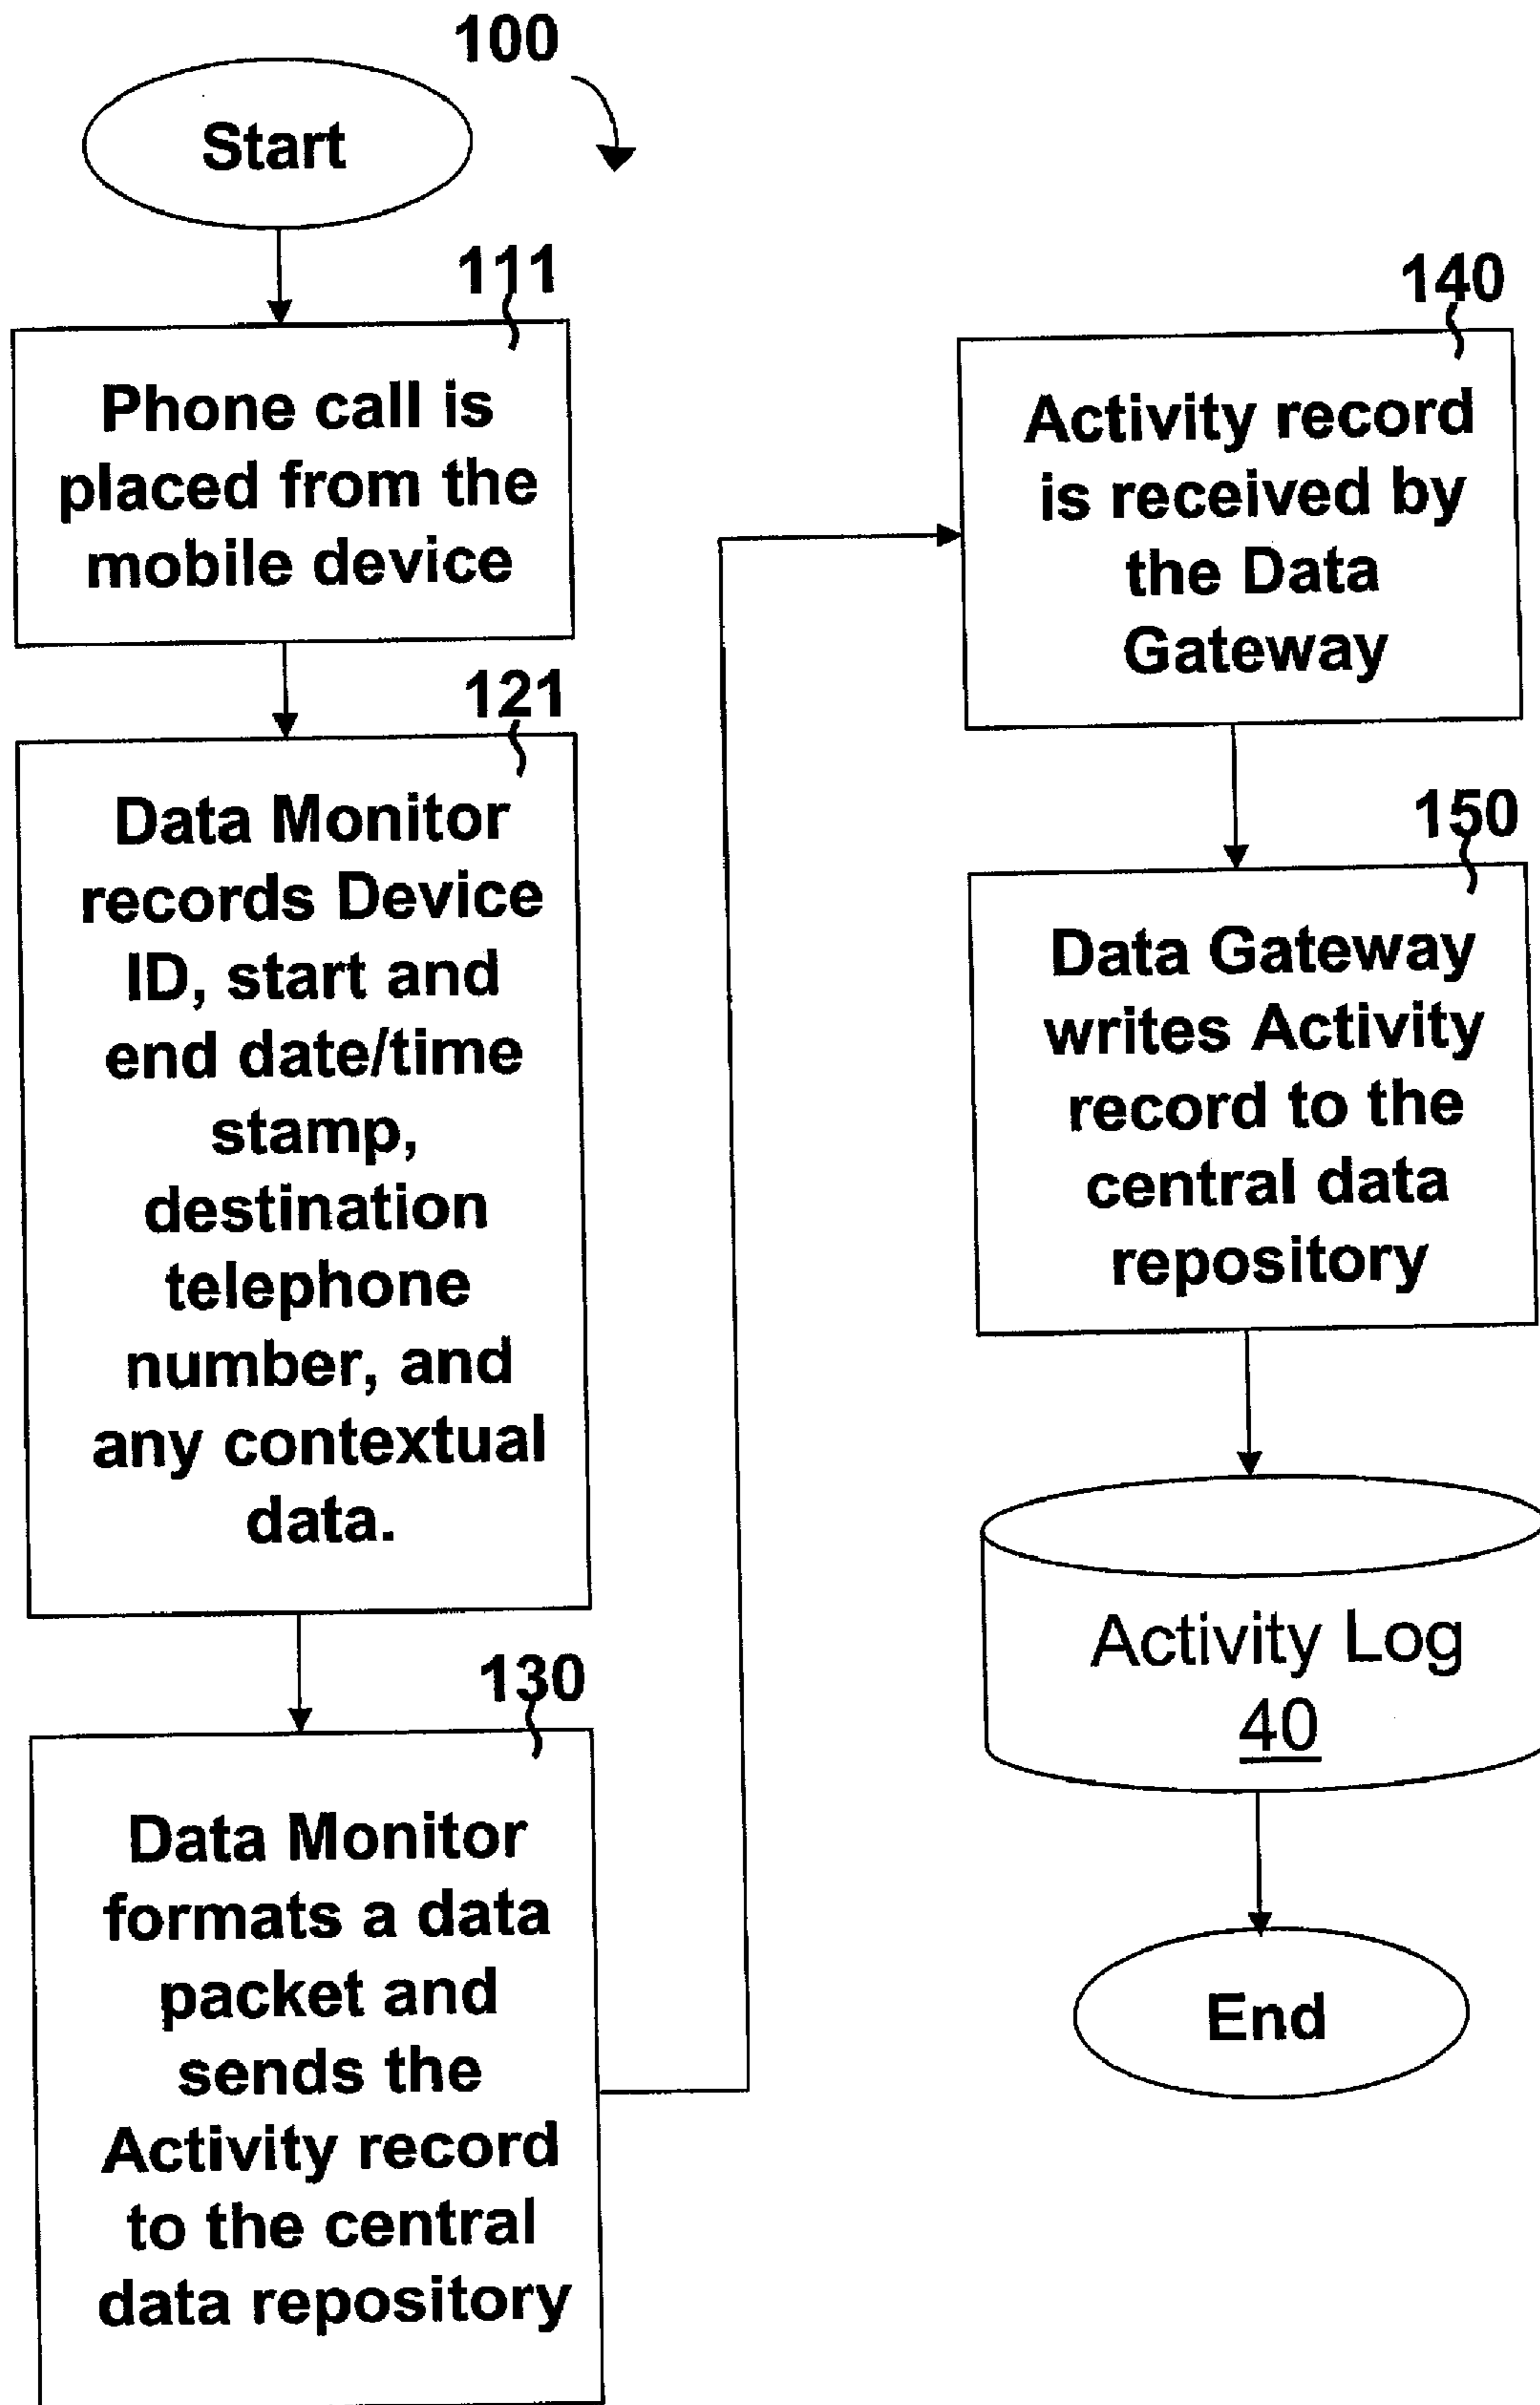 100
Start
111
Phone call is
placed from the
mobile device
121
Data Monitor
records Device
ID, start and
end date/time
stamp,
destination
telephone
number, and
any contextual
data.
130
Data Monitor
formats a data
packet and
sends the
Activity record
to the central
data repository
140
Activity record
is received by
the Data
Gateway
150
Data Gateway
writes Activity
record to the
central data
repository
Activity Log
40
End